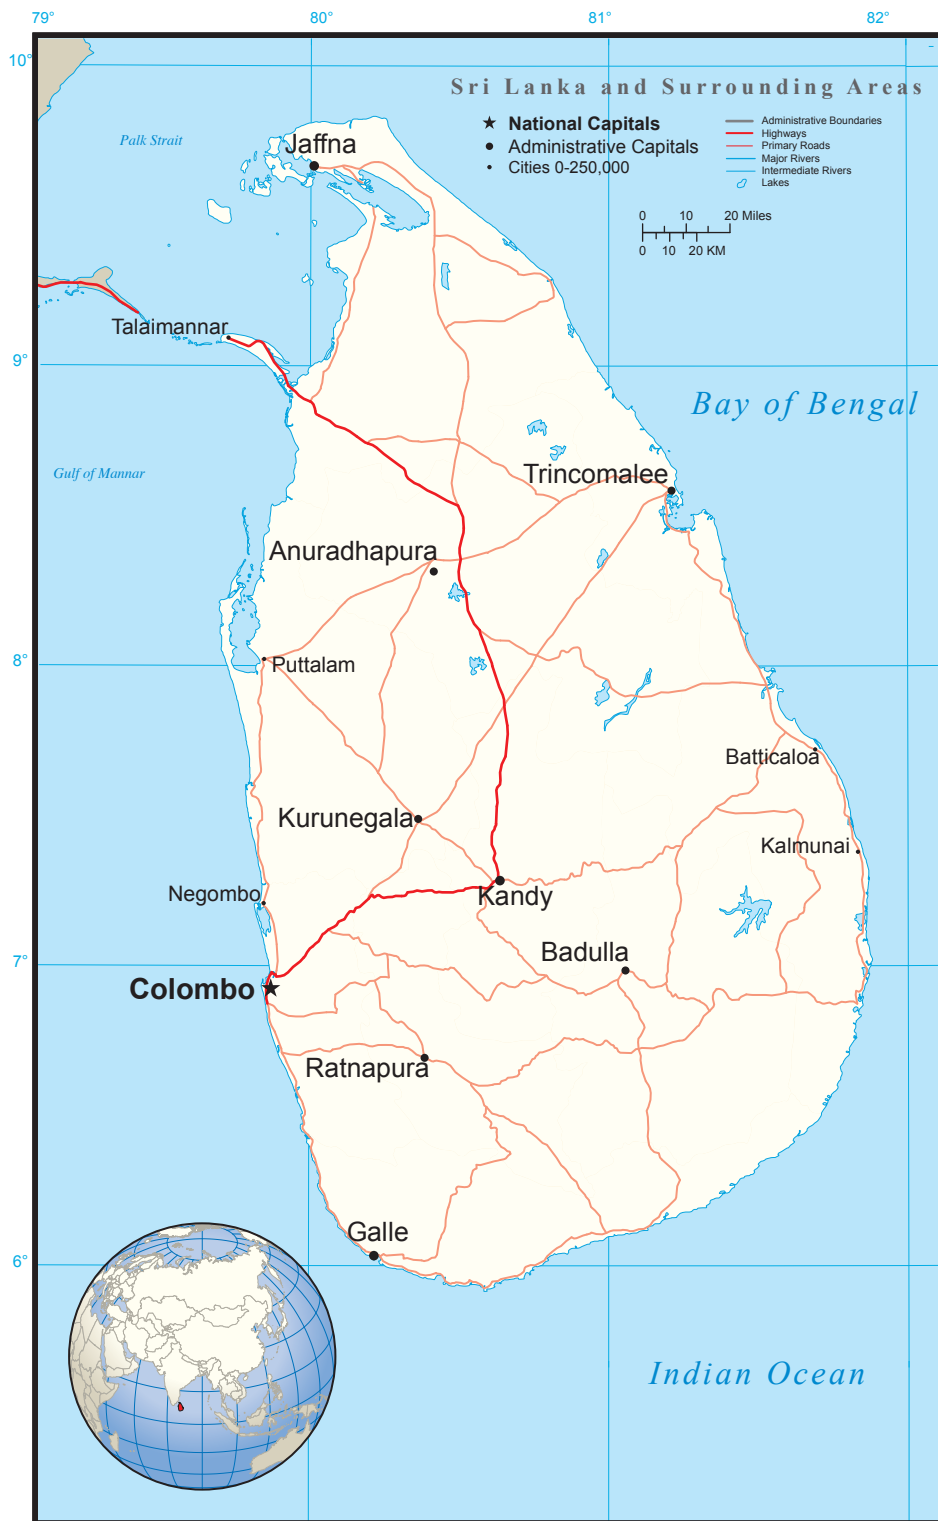 79°
80°
81°
82°
10°
Sri Lanka and Surrounding Areas
National Capitals
Administrative Capitals
Cities 0-250,000
Administrative Boundaries
Highways
Primary Roads
Major Rivers
Intermediate Rivers
Lakes
0 10 20 Miles
0 10 20 KM
Palk Strait
Jaffna
Talaimannar
9°
Bay of Bengal
Gulf of Mannar
Trincomalee
Anuradhapura
8°
Puttalam
Batticaloa
Kurunegala
Kalmunai
Negombo
Kandy
Badulla
7°
Colombo
Ratnapura
Galle
6°
Indian Ocean